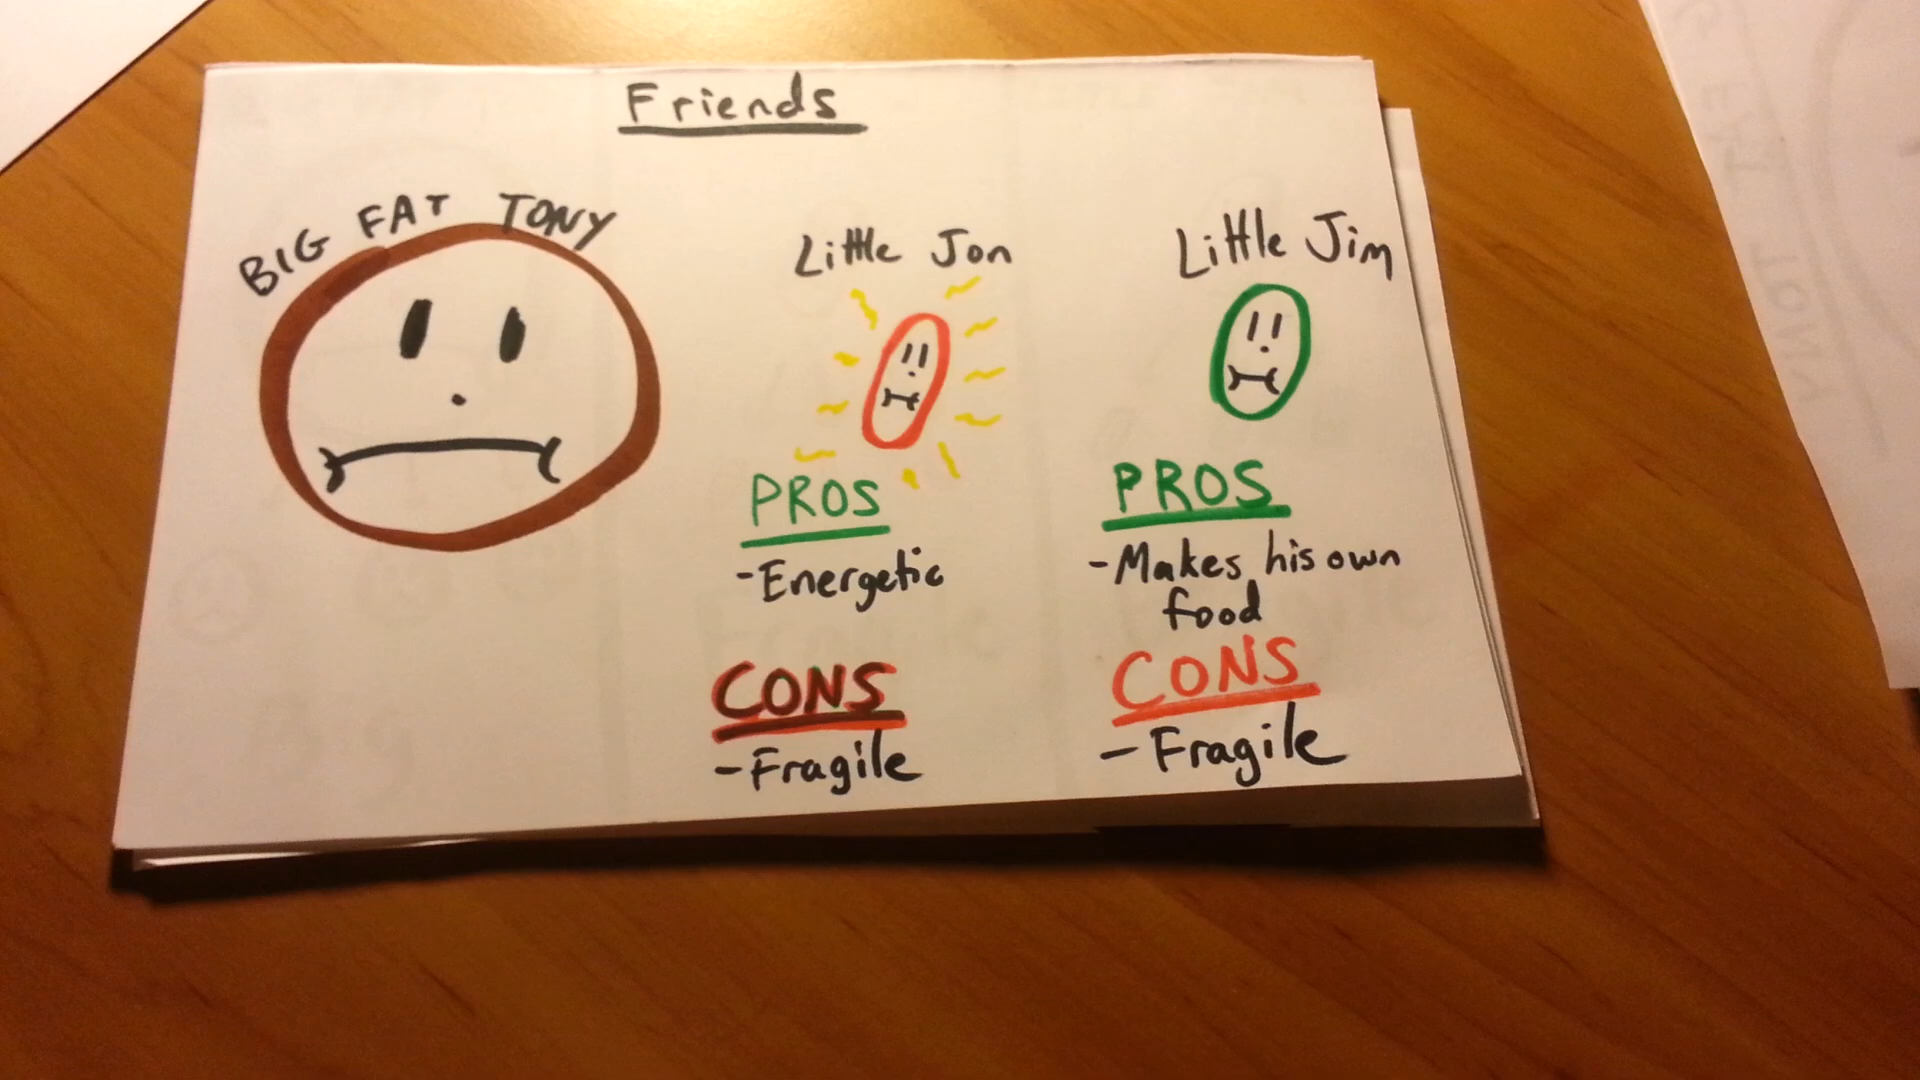 Friends
BIG FAT TONY
Little Jon
PROS
-Energetic
CONS
-Fragile
Little Jim
PROS
-Makes his own
food
CONS
-Fragile